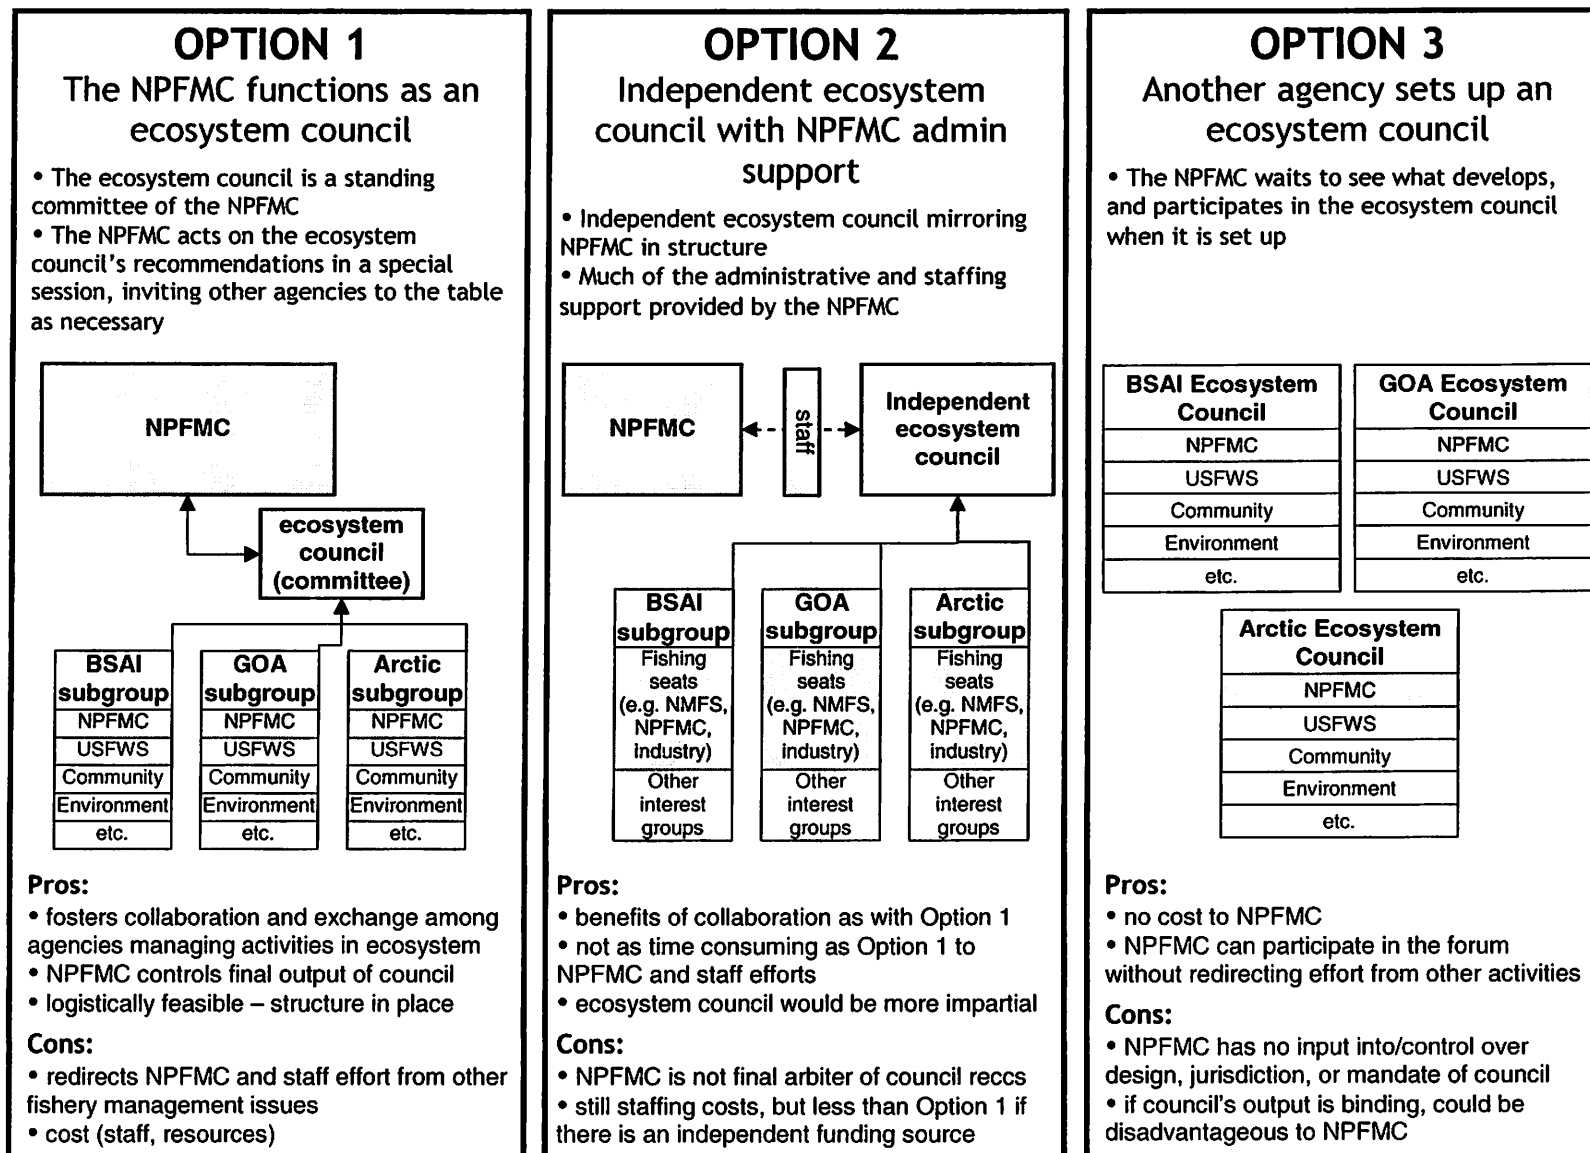 OPTION 1
The NPFMC functions as an
ecosystem council
• The ecosystem council is a standing
committee of the NPFMC
• The NPFMC acts on the ecosystem
council's recommendations in a special
session, inviting other agencies to the table
as necessary
NPFMC
ecosystem
council
(committee)
BSAI
subgroup
NPFMC
USFWS
Community
Environment
etc.
GOA
subgroup
NPFMC
USFWS
Community
Environment
etc.
Arctic
subgroup
NPFMC
USFWS
Community
Environment
etc.
Pros:
• fosters collaboration and exchange among
agencies managing activities in ecosystem
• NPFMC controls final output of council
• logistically feasible – structure in place
Cons:
• redirects NPFMC and staff effort from other
fishery management issues
• cost (staff, resources)
OPTION 2
Independent ecosystem
council with NPFMC admin
support
• Independent ecosystem council mirroring
NPFMC in structure
• Much of the administrative and staffing
support provided by the NPFMC
NPFMC
staff
Independent
ecosystem
council
BSAI
subgroup
Fishing
seats
(e.g. NMFS,
NPFMC,
industry)
Other
interest
groups
GOA
subgroup
Fishing
seats
(e.g. NMFS,
NPFMC,
industry)
Other
interest
groups
Arctic
subgroup
Fishing
seats
(e.g. NMFS,
NPFMC,
industry)
Other
interest
groups
Pros:
• benefits of collaboration as with Option 1
• not as time consuming as Option 1 to
NPFMC and staff efforts
• ecosystem council would be more impartial
Cons:
• NPFMC is not final arbiter of council reccs
• still staffing costs, but less than Option 1 if
there is an independent funding source
OPTION 3
Another agency sets up an
ecosystem council
• The NPFMC waits to see what develops,
and participates in the ecosystem council
when it is set up
BSAI Ecosystem
Council
NPFMC
USFWS
Community
Environment
etc.
GOA Ecosystem
Council
NPFMC
USFWS
Community
Environment
etc.
Arctic Ecosystem
Council
NPFMC
USFWS
Community
Environment
etc.
Pros:
• no cost to NPFMC
• NPFMC can participate in the forum
without redirecting effort from other activities
Cons:
• NPFMC has no input into/control over
design, jurisdiction, or mandate of council
• if council's output is binding, could be
disadvantageous to NPFMC